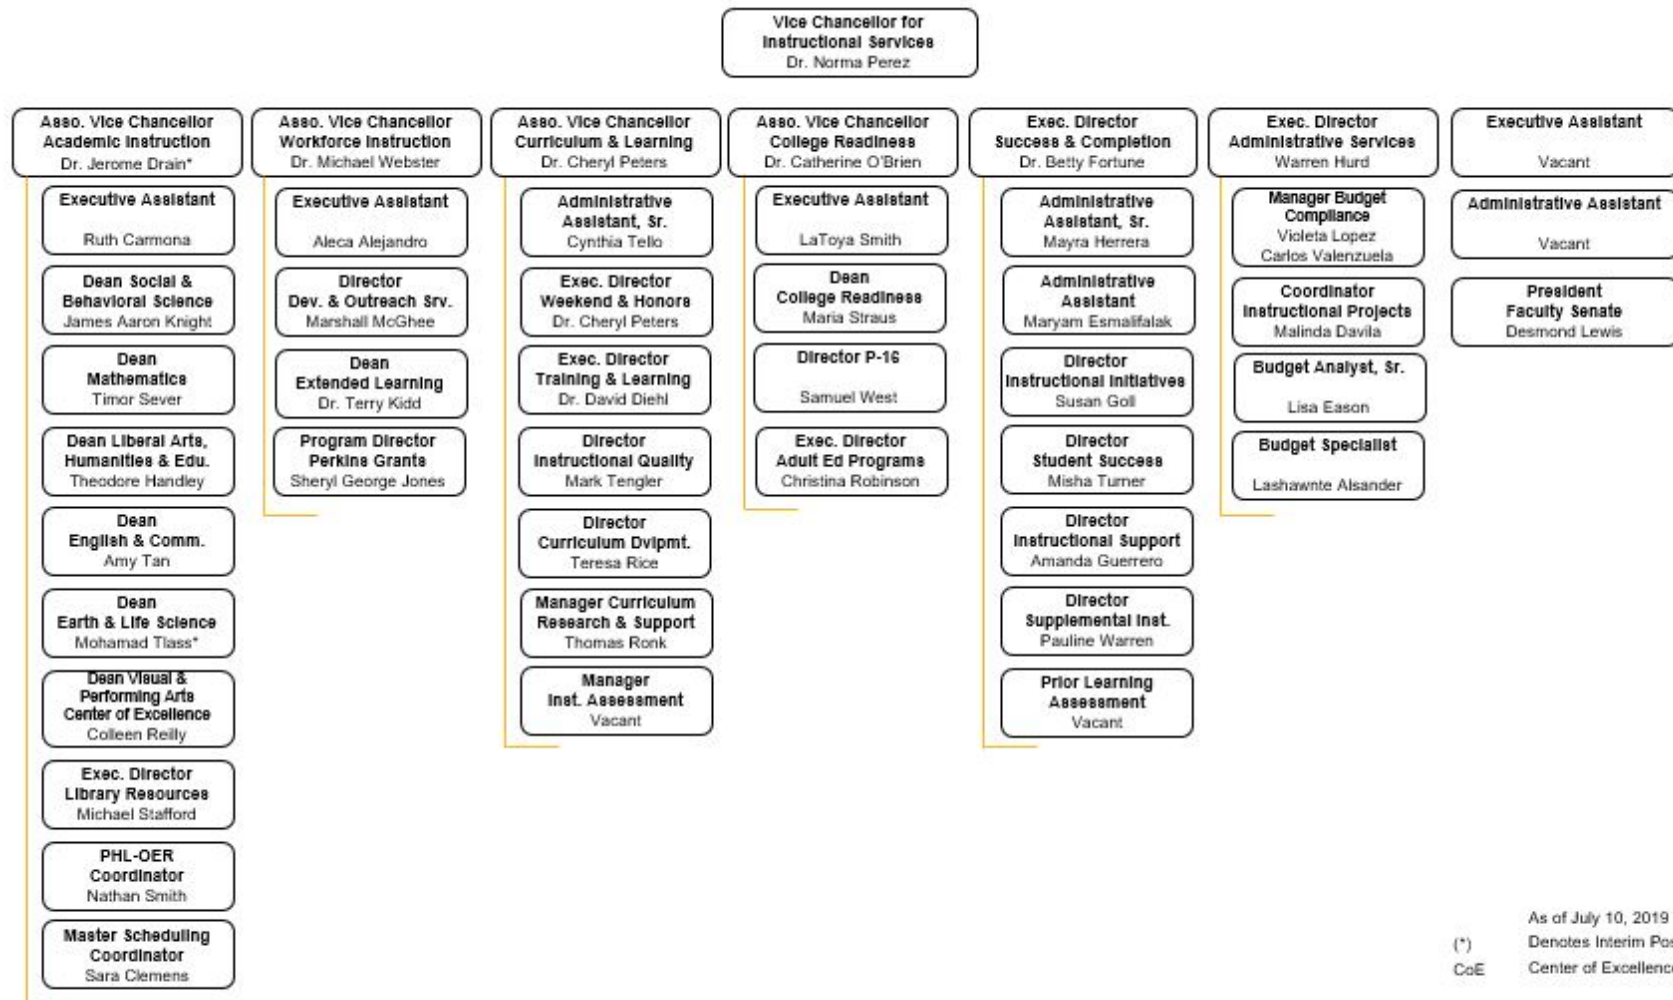 Vice Chancellor for
Instructional Services
Dr. Norma Perez
Asso. Vice Chancellor
Academic Instruction
Dr. Jerome Drain*
Executive Assistant
Ruth Carmona
Dean Social &
Behavioral Science
James Aaron Knight
Dean
Mathematics
Timor Sever
Dean Liberal Arts,
Humanities & Edu.
Theodore Handley
Dean
English & Comm.
Amy Tan
Dean
Earth & Life Science
Mohamad Tlass*
Dean Visual &
Performing Arts
Center of Excellence
Colleen Reilly
Exec. Director
Library Resources
Michael Stafford
PHL-OER
Coordinator
Nathan Smith
Master Scheduling
Coordinator
Sara Clemens
Asso. Vice Chancellor
Workforce Instruction
Dr. Michael Webster
Executive Assistant
Aleca Alejandro
Director
Dev. & Outreach Srv.
Marshall McGhee
Dean
Extended Learning
Dr. Terry Kidd
Program Director
Perkins Grants
Sheryl George Jones
Asso. Vice Chancellor
Curriculum & Learning
Dr. Cheryl Peters
Administrative
Assistant, Sr.
Cynthia Tello
Exec. Director
Weekend & Honors
Dr. Cheryl Peters
Exec. Director
Training & Learning
Dr. David Diehl
Director
Instructional Quality
Mark Tengler
Director
Curriculum Dvlpmt.
Teresa Rice
Manager Curriculum
Research & Support
Thomas Ronk
Manager
Inst. Assessment
Vacant
Asso. Vice Chancellor
College Readiness
Dr. Catherine O'Brien
Executive Assistant
LaToya Smith
Dean
College Readiness
Maria Straus
Director P-16
Samuel West
Exec. Director
Adult Ed Programs
Christina Robinson
Exec. Director
Success & Completion
Dr. Betty Fortune
Administrative
Assistant, Sr.
Mayra Herrera
Administrative
Assistant
Maryam Esmalifalak
Director
Instructional Initiatives
Susan Goll
Director
Student Success
Misha Turner
Director
Instructional Support
Amanda Guerrero
Director
Supplemental Inst.
Pauline Warren
Prior Learning
Assessment
Vacant
Exec. Director
Administrative Services
Warren Hurd
Manager Budget
Compliance
Violeta Lopez
Carlos Valenzuela
Coordinator
Instructional Projects
Malinda Davila
Budget Analyst, Sr.
Lisa Eason
Budget Specialist
Lashawnte Alsander
Executive Assistant
Vacant
Administrative Assistant
Vacant
President
Faculty Senate
Desmond Lewis
As of July 10, 2019
(*) Denotes Interim Pos
CoE Center of Excellence